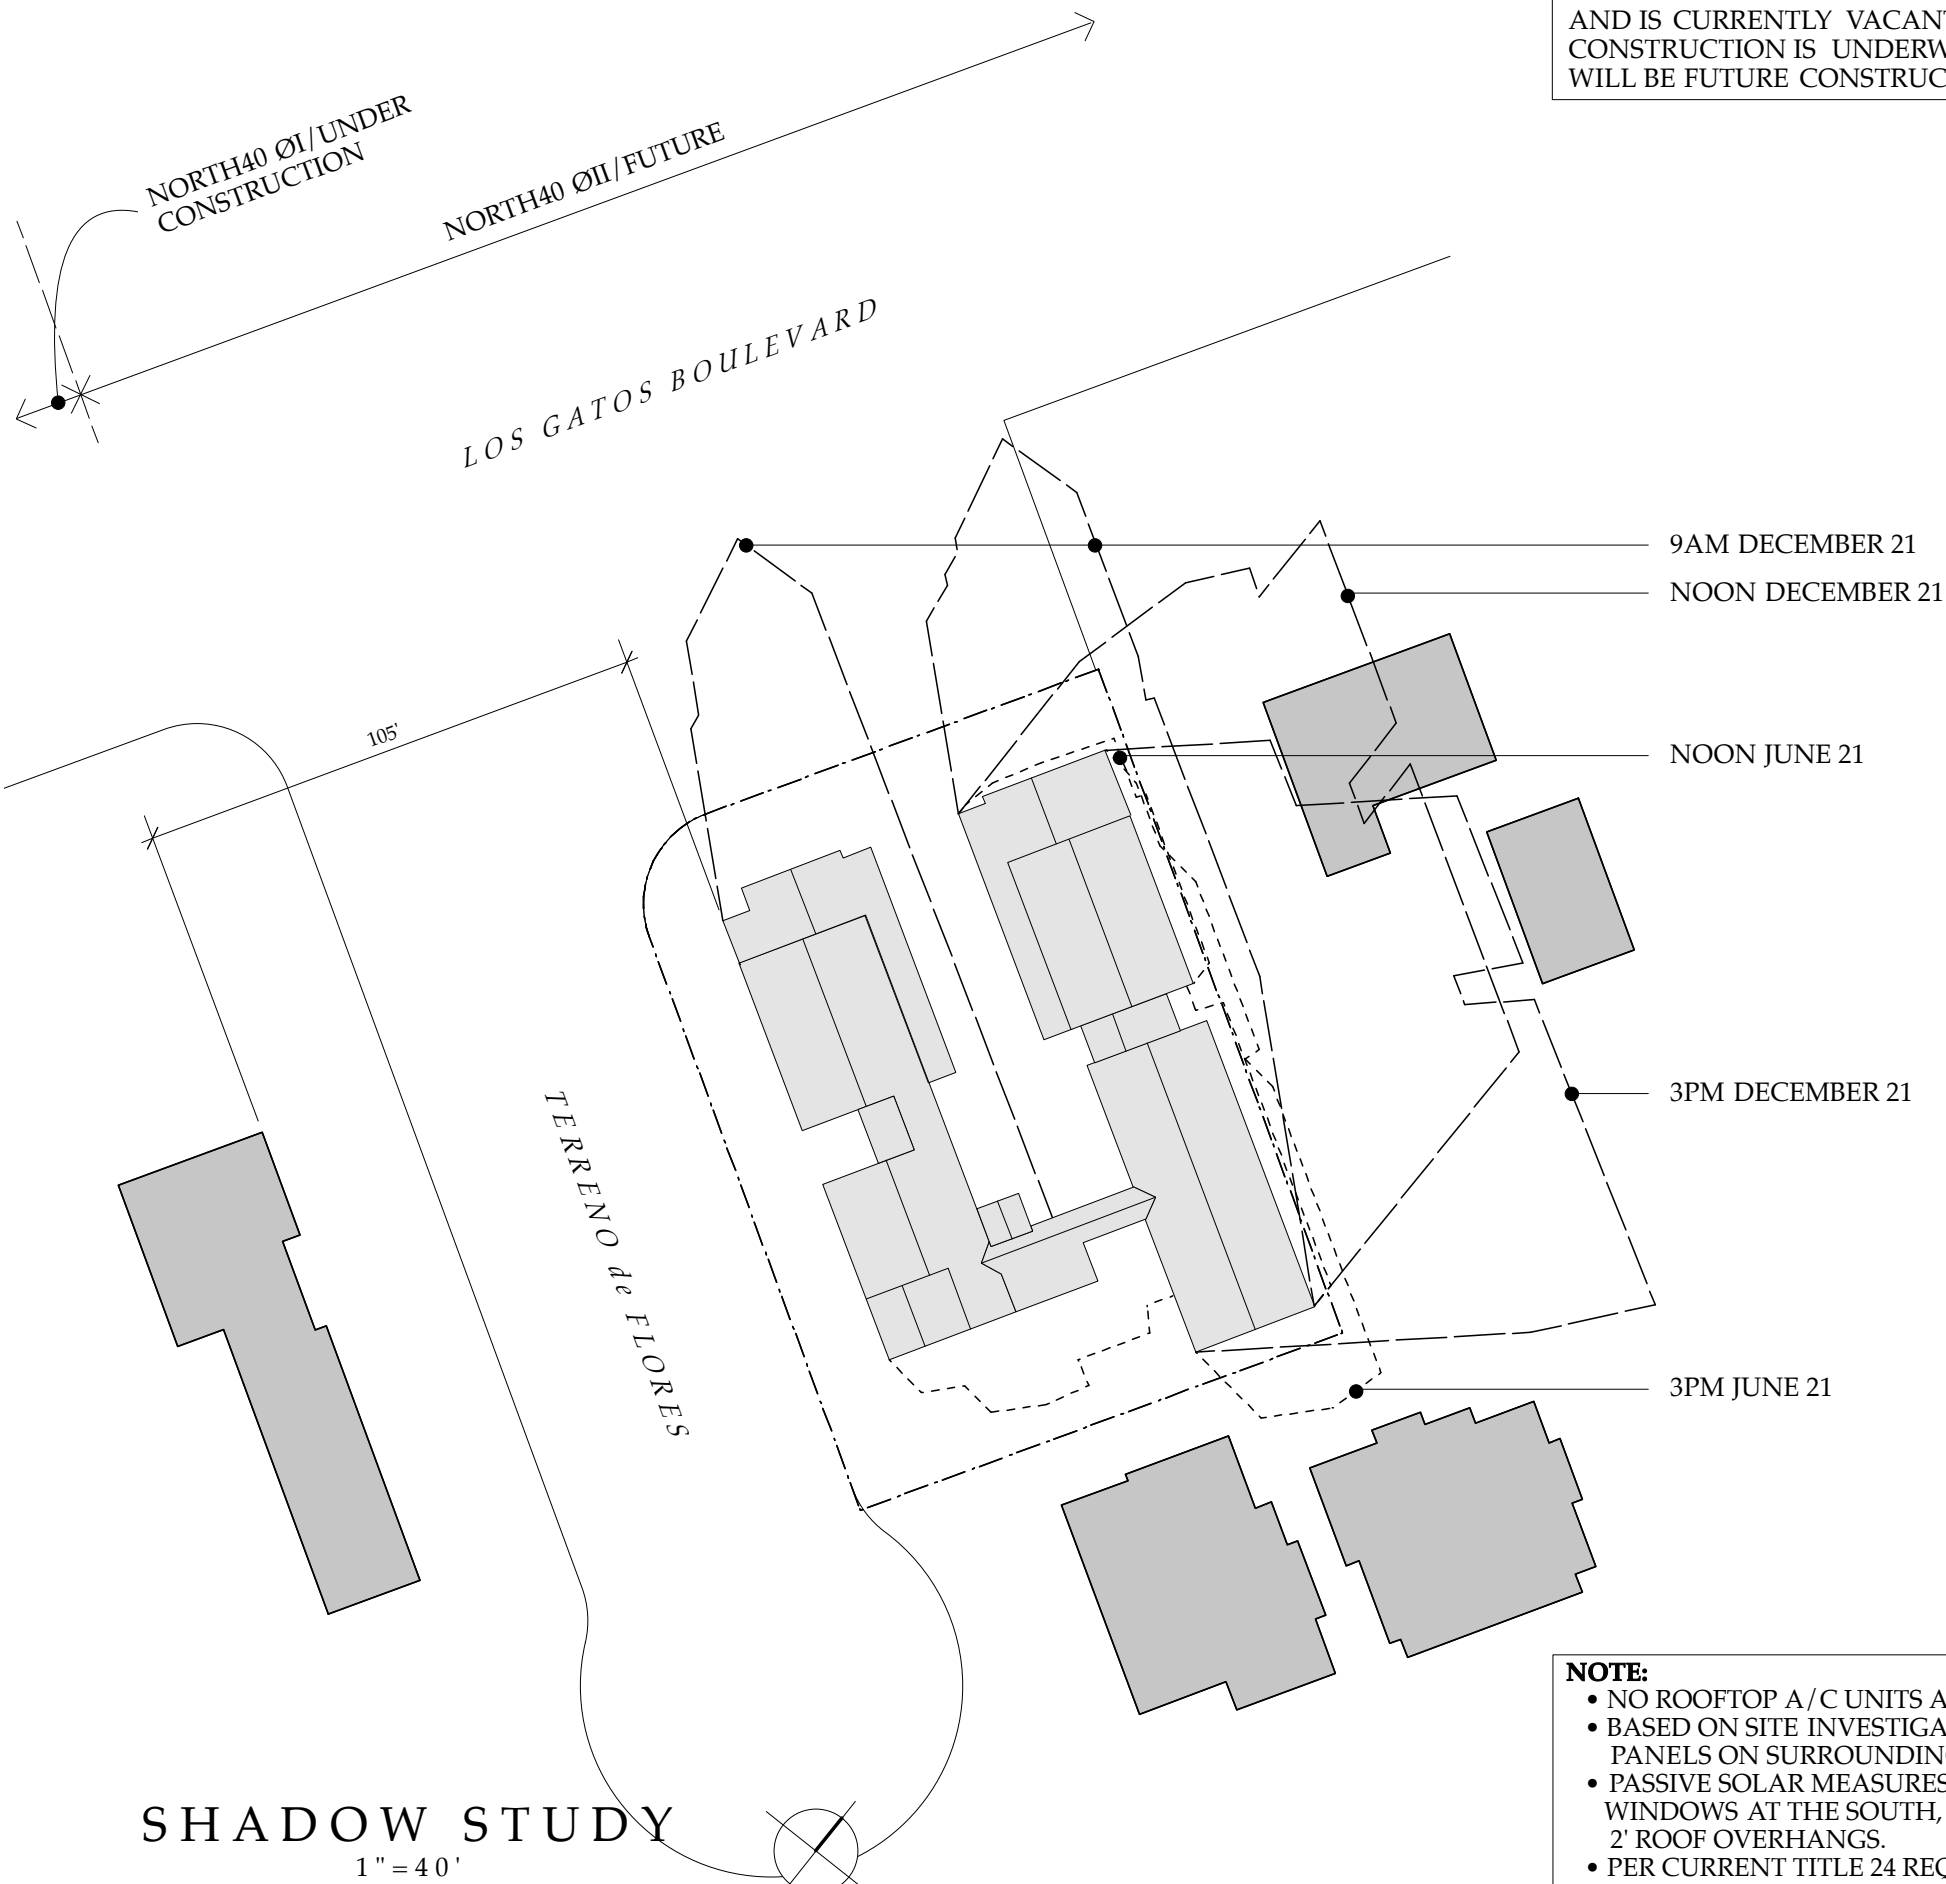 AND IS CURRENTLY VACANT
CONSTRUCTION IS UNDERW
WILL BE FUTURE CONSTRUC
NORTH40 ØI/UNDER
CONSTRUCTION
NORTH40 ØII/FUTURE
LOS GATOS BOULEVARD
9AM DECEMBER 21
NOON DECEMBER 21
105'
NOON JUNE 21
3PM DECEMBER 21
TERRENO de FLORES
3PM JUNE 21
NOTE:
• NO ROOFTOP A/C UNITS A
• BASED ON SITE INVESTIGA
PANELS ON SURROUNDIN
• PASSIVE SOLAR MEASURES
WINDOWS AT THE SOUTH,
2' ROOF OVERHANGS.
• PER CURRENT TITLE 24 REQ
SHADOW STUDY
1"=40'